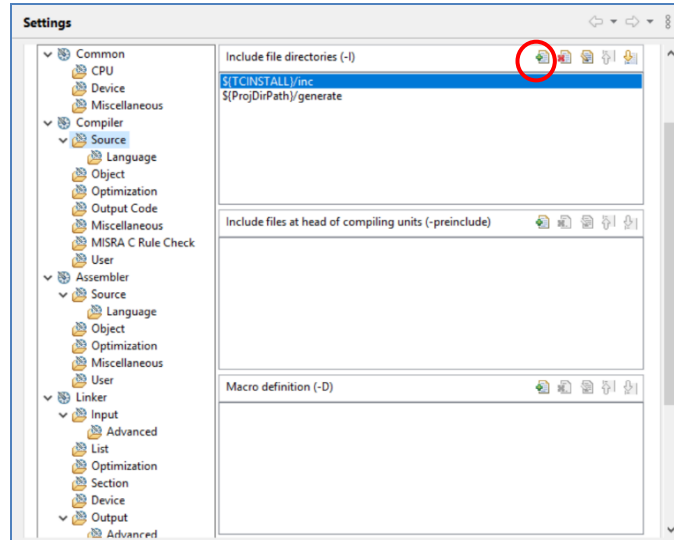 Settings
Common
CPU
Device
Miscellaneous
Compiler
Source
Language
Object
Optimization
Output Code
Miscellaneous
MISRA C Rule Check
User
Assembler
Source
Language
Object
Optimization
Miscellaneous
User
Linker
Input
Advanced
List
Optimization
Section
Device
Output
Advanced
Include file directories (-I)
${TCINSTALL}/inc
${ProjDirPath}/generate
Include files at head of compiling units (-preinclude)
Macro definition (-D)